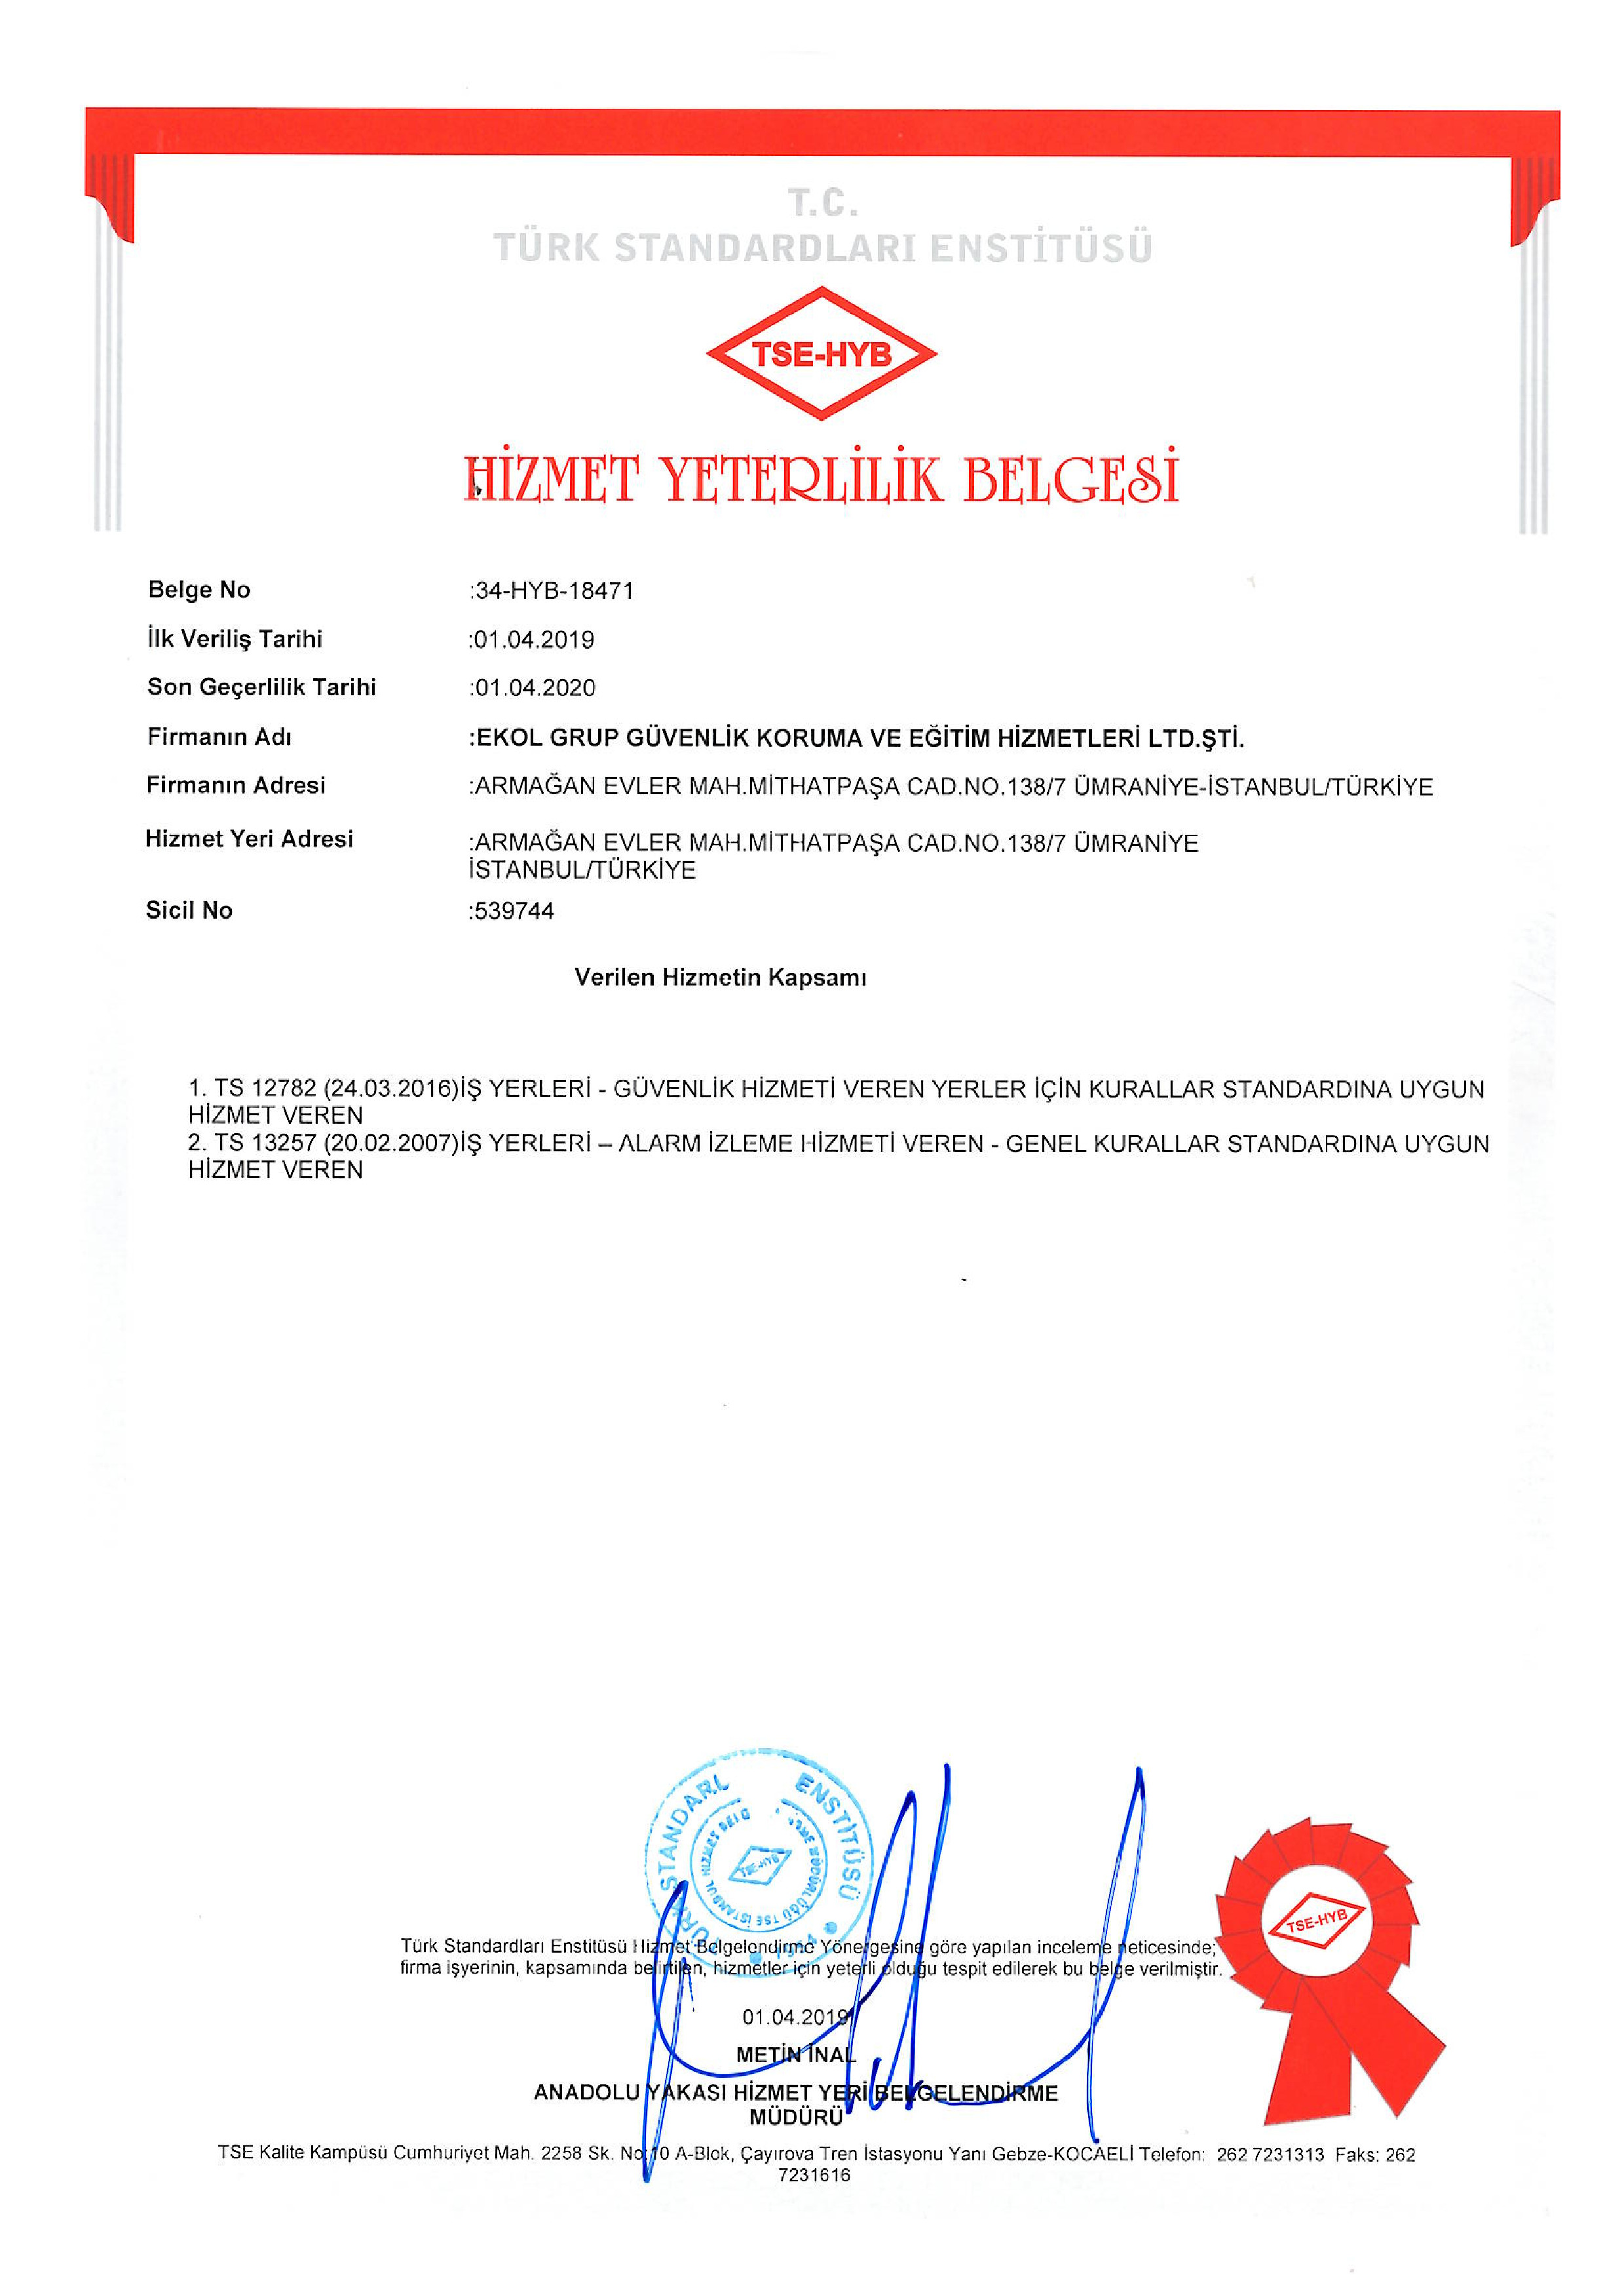 T.C.
TÜRK STANDARDLARI ENSTİTÜSÜ
TSE-HYB
HİZMET YETERLİLİK BELGESİ
Belge No :34-HYB-18471
İlk Veriliş Tarihi :01.04.2019
Son Geçerlilik Tarihi :01.04.2020
Firmanın Adı :EKOL GRUP GÜVENLİK KORUMA VE EĞİTİM HİZMETLERİ LTD.ŞTİ.
Firmanın Adresi :ARMAĞAN EVLER MAH.MİTHATPAŞA CAD.NO.138/7 ÜMRANİYE-İSTANBUL/TÜRKİYE
Hizmet Yeri Adresi :ARMAĞAN EVLER MAH.MİTHATPAŞA CAD.NO.138/7 ÜMRANİYE
İSTANBUL/TÜRKİYE
Sicil No :539744
Verilen Hizmetin Kapsamı
1. TS 12782 (24.03.2016)İŞ YERLERİ - GÜVENLİK HİZMETİ VEREN YERLER İÇİN KURALLAR STANDARDINA UYGUN
HİZMET VEREN
2. TS 13257 (20.02.2007)İŞ YERLERİ – ALARM İZLEME HİZMETİ VEREN - GENEL KURALLAR STANDARDINA UYGUN
HİZMET VEREN
TÜRK STANDARL ENSTİTÜSÜ
1954
TSE-HYB
TSE-HYB
Türk Standardları Enstitüsü Hizmet Belgelendirme Yönergesine göre yapılan inceleme neticesinde;
firma işyerinin, kapsamında belirtilen, hizmetler için yeterli olduğu tespit edilerek bu belge verilmiştir.
01.04.2019
METİN İNAL
ANADOLU YAKASI HİZMET YERİ BELGELENDİRME
MÜDÜRÜ
TSE Kalite Kampüsü Cumhuriyet Mah. 2258 Sk. No:10 A-Blok, Çayırova Tren İstasyonu Yanı Gebze-KOCAELİ Telefon: 262 7231313 Faks: 262
7231616